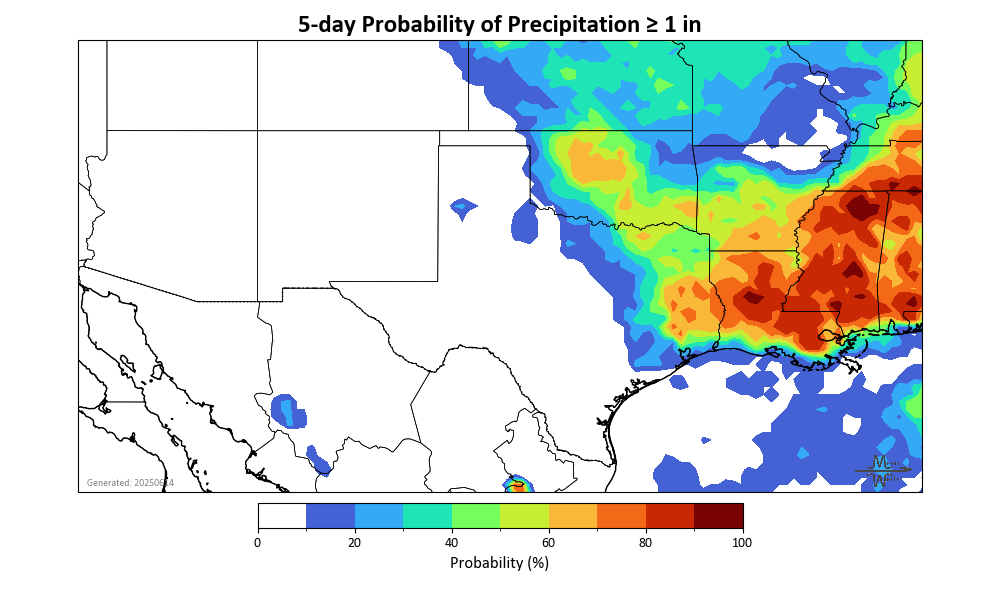 5-day Probability of Precipitation ≥ 1 in
Generated: 20250614
0 20 40 60 80 100
Probability (%)